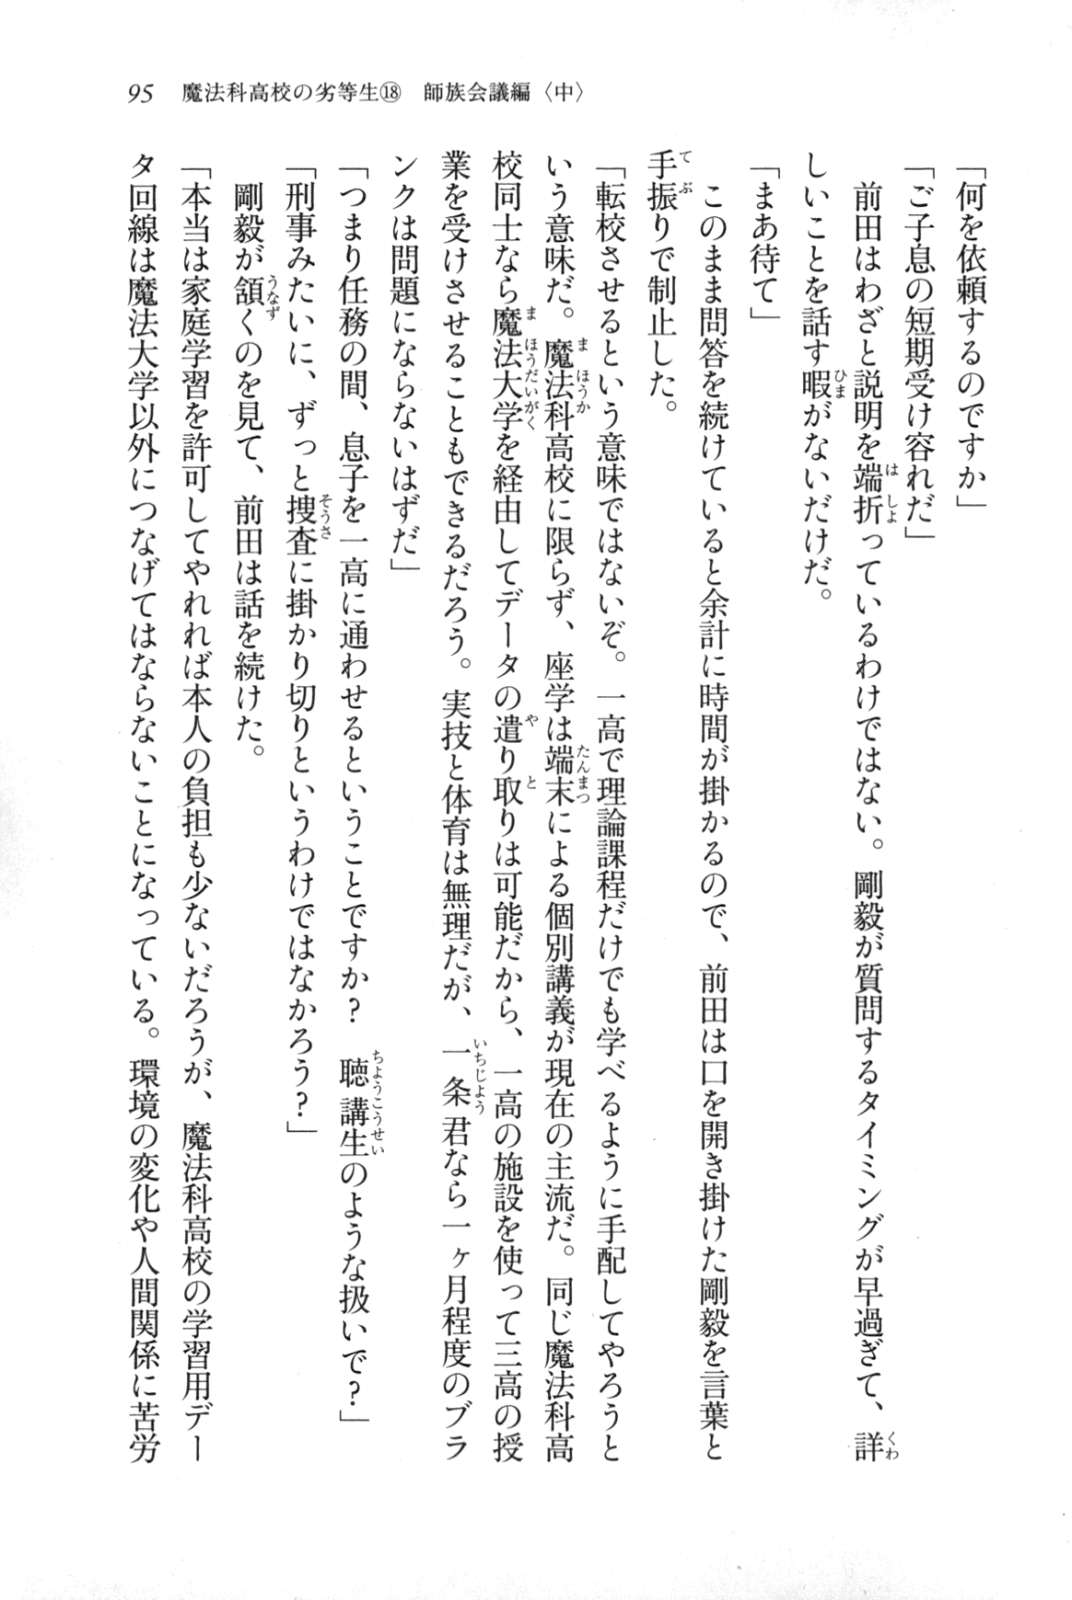 95　魔法科高校の劣等生⑱　師族会議編〈中〉
「何を依頼するのですか」
「ご子息の短期受け容れだ」
　前田はわざと説明を端折っているわけではない。剛毅が質問するタイミングが早過ぎて、詳
しいことを話す暇がないだけだ。
「まあ待て」
　このまま問答を続けていると余計に時間が掛かるので、前田は口を開き掛けた剛毅を言葉と
手振りで制止した。
「転校させるという意味ではないぞ。一高で理論課程だけでも学べるように手配してやろうと
いう意味だ。魔法科高校に限らず、座学は端末による個別講義が現在の主流だ。同じ魔法科高
校同士なら魔法大学を経由してデータの遣り取りは可能だから、一高の施設を使って三高の授
業を受けさせることもできるだろう。実技と体育は無理だが、一条君なら一ヶ月程度のブラ
ンクは問題にならないはずだ」
「つまり任務の間、息子を一高に通わせるということですか？　聴講生のような扱いで？」
「刑事みたいに、ずっと捜査に掛かり切りというわけではなかろう？」
　剛毅が頷くのを見て、前田は話を続けた。
「本当は家庭学習を許可してやれれば本人の負担も少ないだろうが、魔法科高校の学習用デー
タ回線は魔法大学以外につなげてはならないことになっている。環境の変化や人間関係に苦労